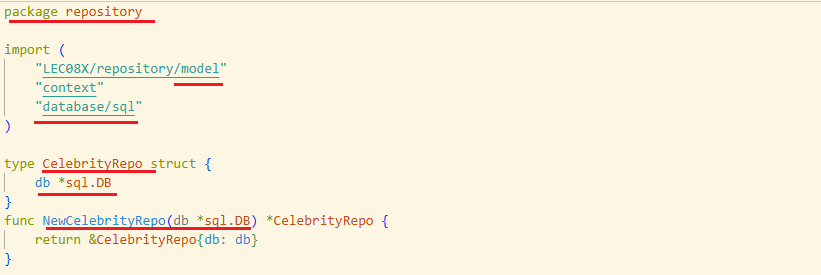 package repository
import (
"LEC08X/repository/model"
"context"
"database/sql"
)
type CelebrityRepo struct {
db *sql.DB
}
func NewCelebrityRepo(db *sql.DB) *CelebrityRepo {
return &CelebrityRepo{db: db}
}